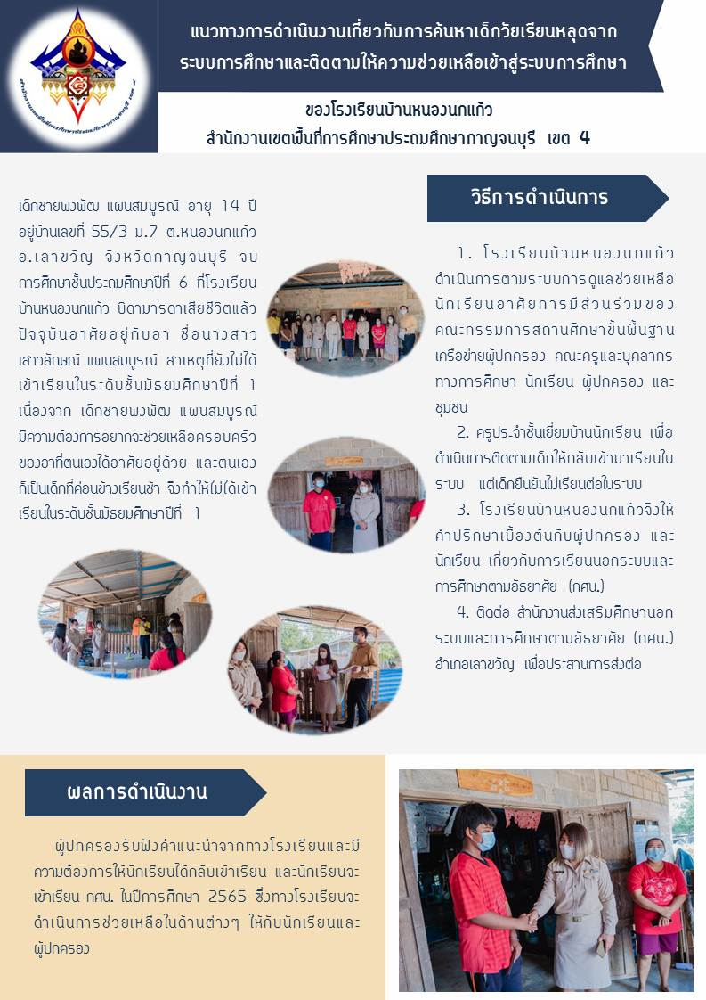 แนวทางการดำเนินงานเกี่ยวกับการค้นหาเด็กวัยเรียนหลุดจาก
ระบบการศึกษาและติดตามให้ความช่วยเหลือเข้าสู่ระบบการศึกษา
ของโรงเรียนบ้านหนองนกแก้ว
สำนักงานเขตพื้นที่การศึกษาประถมศึกษากาญจนบุรี เขต 4
สำนักงานเขตพื้นที่การศึกษาประถมศึกษากาญจนบุรี เขต ๔
เด็กชายพงพัฒ แผนสมบูรณ์ อายุ 14 ปี
อยู่บ้านเลขที่ 55/3 ม.7 ต.หนองนกแก้ว
อ.เลาขวัญ จังหวัดกาญจนบุรี จบ
การศึกษาชั้นประถมศึกษาปีที่ 6 ที่โรงเรียน
บ้านหนองนกแก้ว บิดามารดาเสียชีวิตแล้ว
ปัจจุบันอาศัยอยู่กับอา ชื่อนางสาว
เสาวลักษณ์ แผนสมบูรณ์ สาเหตุที่ยังไม่ได้
เข้าเรียนในระดับชั้นมัธยมศึกษาปีที่ 1
เนื่องจาก เด็กชายพงพัฒ แผนสมบูรณ์
มีความต้องการอยากจะช่วยเหลือครอบครัว
ของอาที่ตนเองได้อาศัยอยู่ด้วย และตนเอง
ก็เป็นเด็กที่ค่อนข้างเรียนช้า จึงทำให้ไม่ได้เข้า
เรียนในระดับชั้นมัธยมศึกษาปีที่ 1
วิธีการดำเนินการ
1. โรงเรียนบ้านหนองนกแก้ว
ดำเนินการตามระบบการดูแลช่วยเหลือ
นักเรียนอาศัยการมีส่วนร่วมของ
คณะกรรมการสถานศึกษาขั้นพื้นฐาน
เครือข่ายผู้ปกครอง คณะครูและบุคลากร
ทางการศึกษา นักเรียน ผู้ปกครอง และ
ชุมชน
2. ครูประจำชั้นเยี่ยมบ้านนักเรียน เพื่อ
ดำเนินการติดตามเด็กให้กลับเข้ามาเรียนใน
ระบบ แต่เด็กยืนยันไม่เรียนต่อในระบบ
3. โรงเรียนบ้านหนองนกแก้วจึงให้
คำปรึกษาเบื้องต้นกับผู้ปกครอง และ
นักเรียน เกี่ยวกับการเรียนนอกระบบและ
การศึกษาตามอัธยาศัย (กศน.)
4. ติดต่อ สำนักงานส่งเสริมศึกษานอก
ระบบและการศึกษาตามอัธยาศัย (กศน.)
อำเภอเลาขวัญ เพื่อประสานการส่งต่อ
ผลการดำเนินงาน
ผู้ปกครองรับฟังคำแนะนำจากทางโรงเรียนและมี
ความต้องการให้นักเรียนได้กลับเข้าเรียน และนักเรียนจะ
เข้าเรียน กศน. ในปีการศึกษา 2565 ซึ่งทางโรงเรียนจะ
ดำเนินการช่วยเหลือในด้านต่างๆ ให้กับนักเรียนและ
ผู้ปกครอง